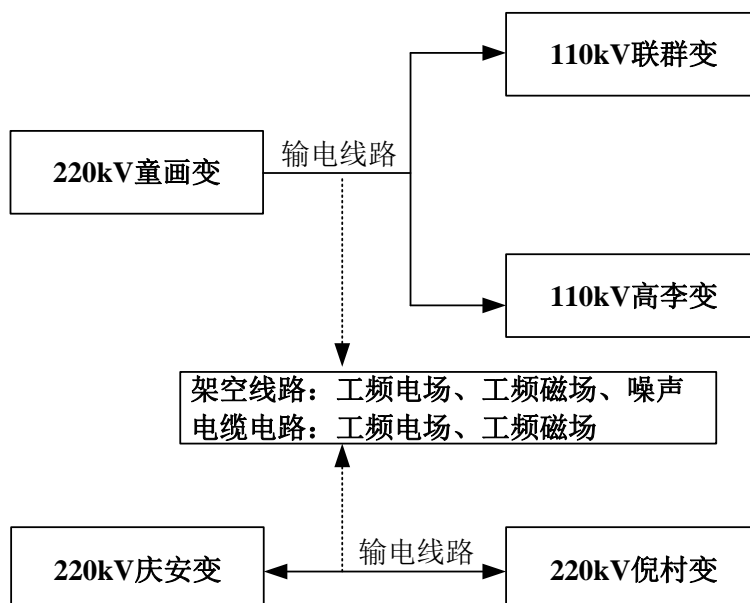 110kV联群变
输电线路
220kV童画变
110kV高李变
架空线路：工频电场、工频磁场、噪声
电缆电路：工频电场、工频磁场
输电线路
220kV庆安变
220kV倪村变